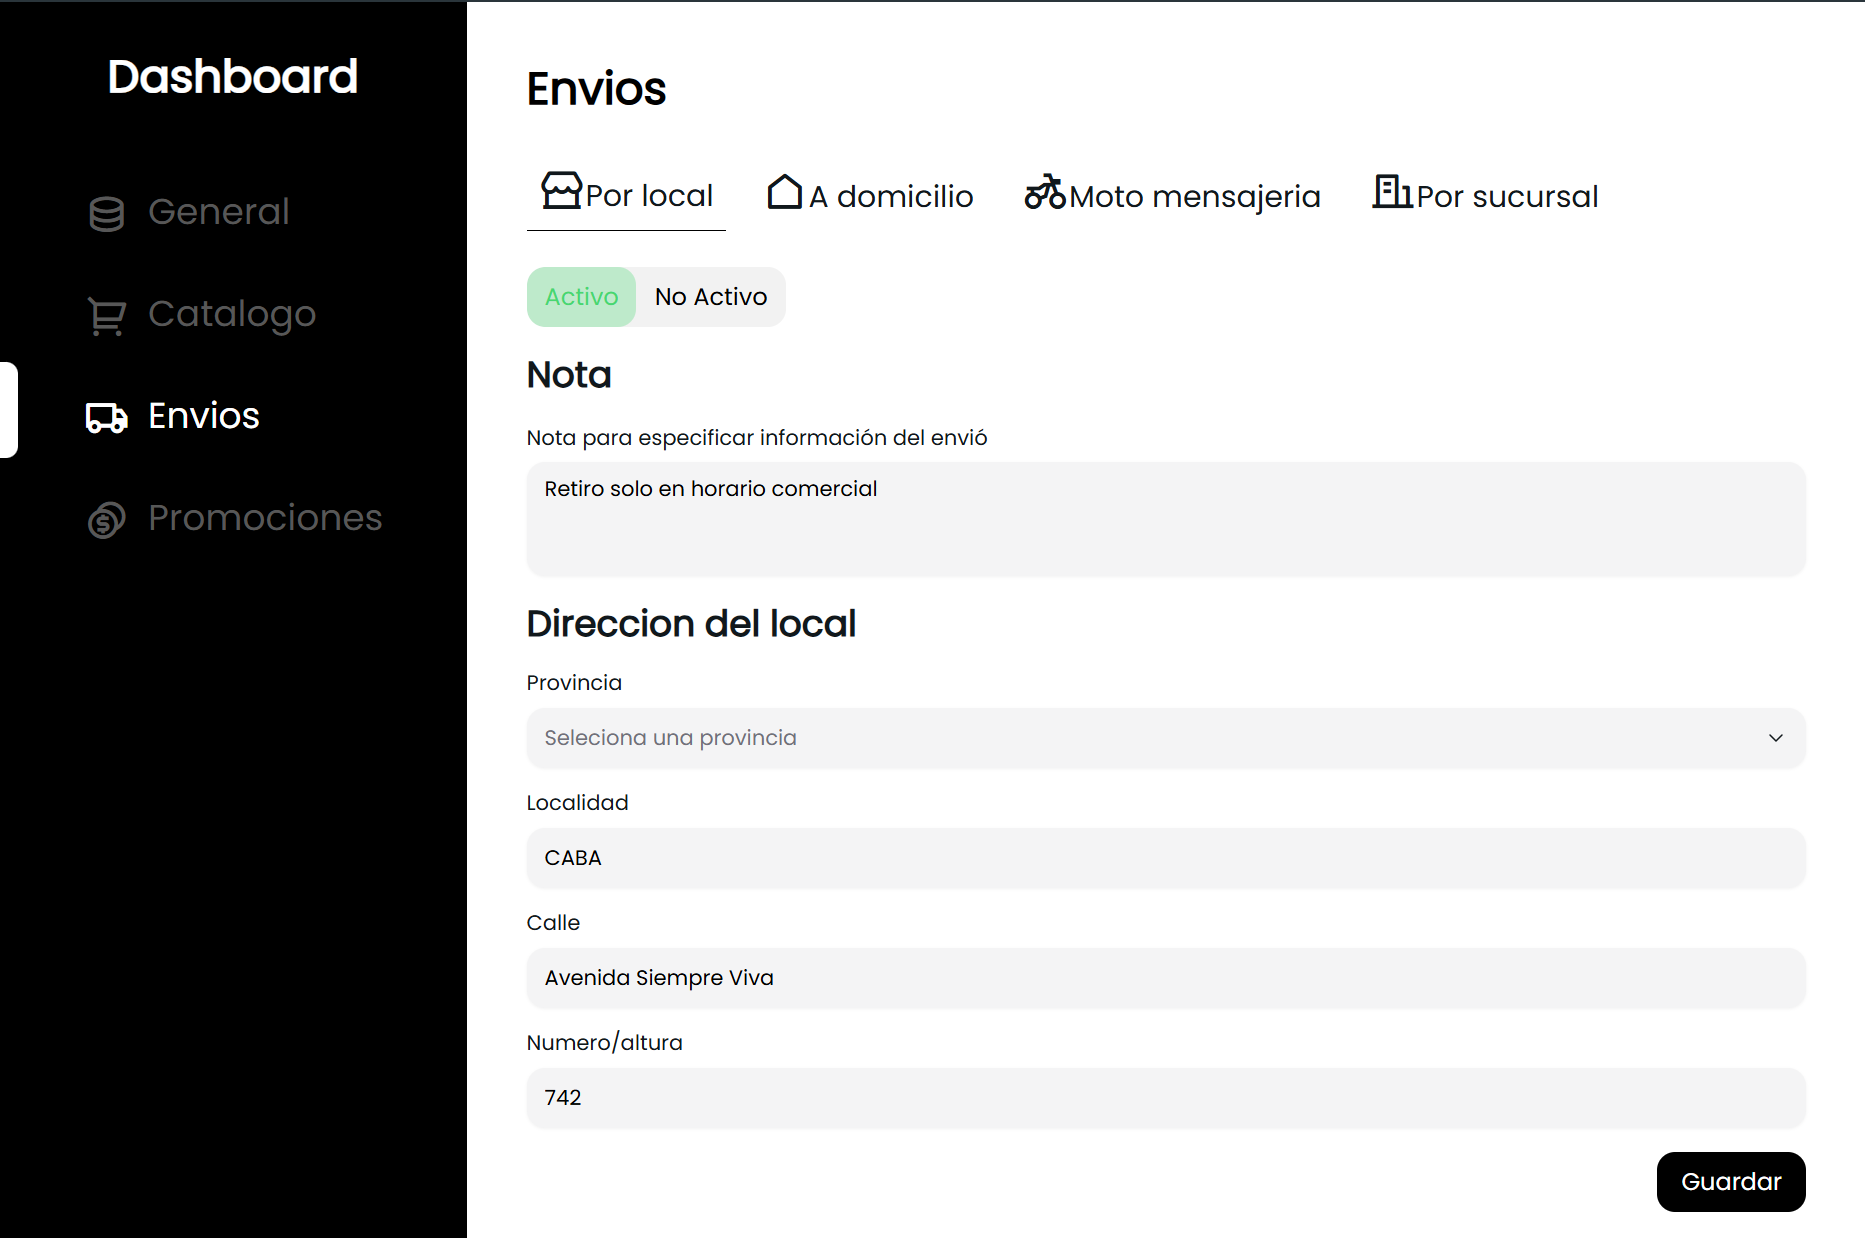 Dashboard
General
Catalogo
Envios
Promociones
Envios
Por local
A domicilio
Moto mensajeria
Por sucursal
Activo
No Activo
Nota
Nota para especificar información del envió
Retiro solo en horario comercial
Direccion del local
Provincia
Seleciona una provincia
Localidad
CABA
Calle
Avenida Siempre Viva
Numero/altura
742
Guardar